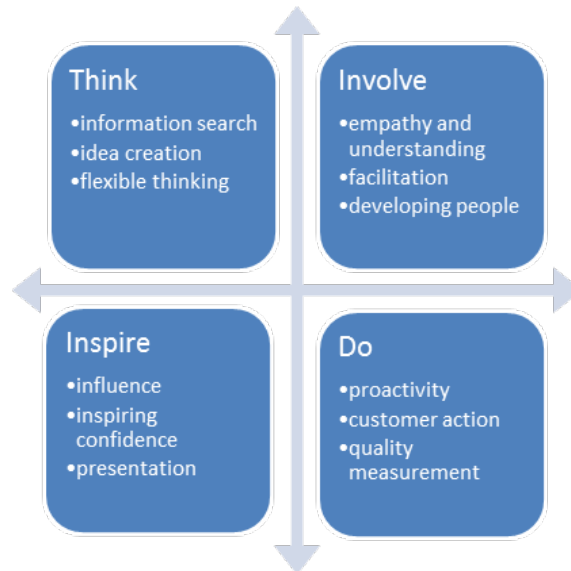 Think
•information search
•idea creation
•flexible thinking
Involve
•empathy and
understanding
•facilitation
•developing people
Inspire
•influence
•inspiring
confidence
•presentation
Do
•proactivity
•customer action
•quality
measurement